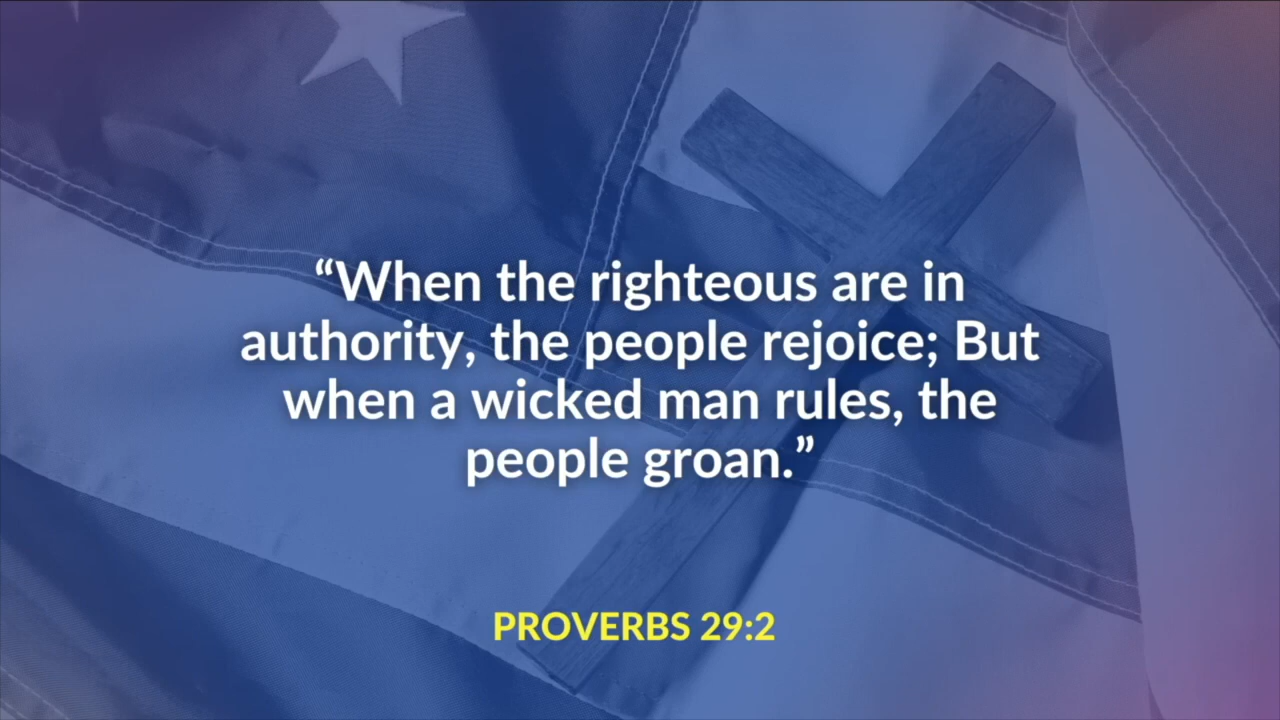 “When the righteous are in
authority, the people rejoice; But
when a wicked man rules, the
people groan.”
PROVERBS 29:2